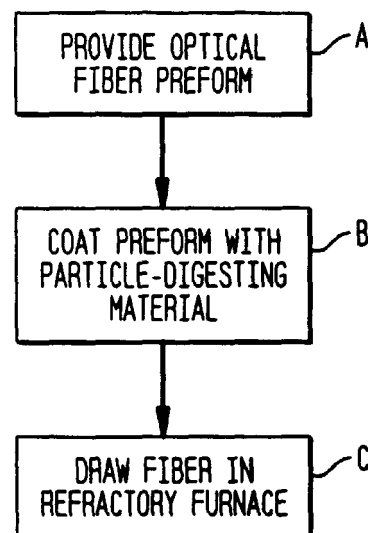 PROVIDE OPTICAL
FIBER PREFORM
A
COAT PREFORM WITH
PARTICLE-DIGESTING
MATERIAL
B
DRAW FIBER IN
REFRACTORY FURNACE
C